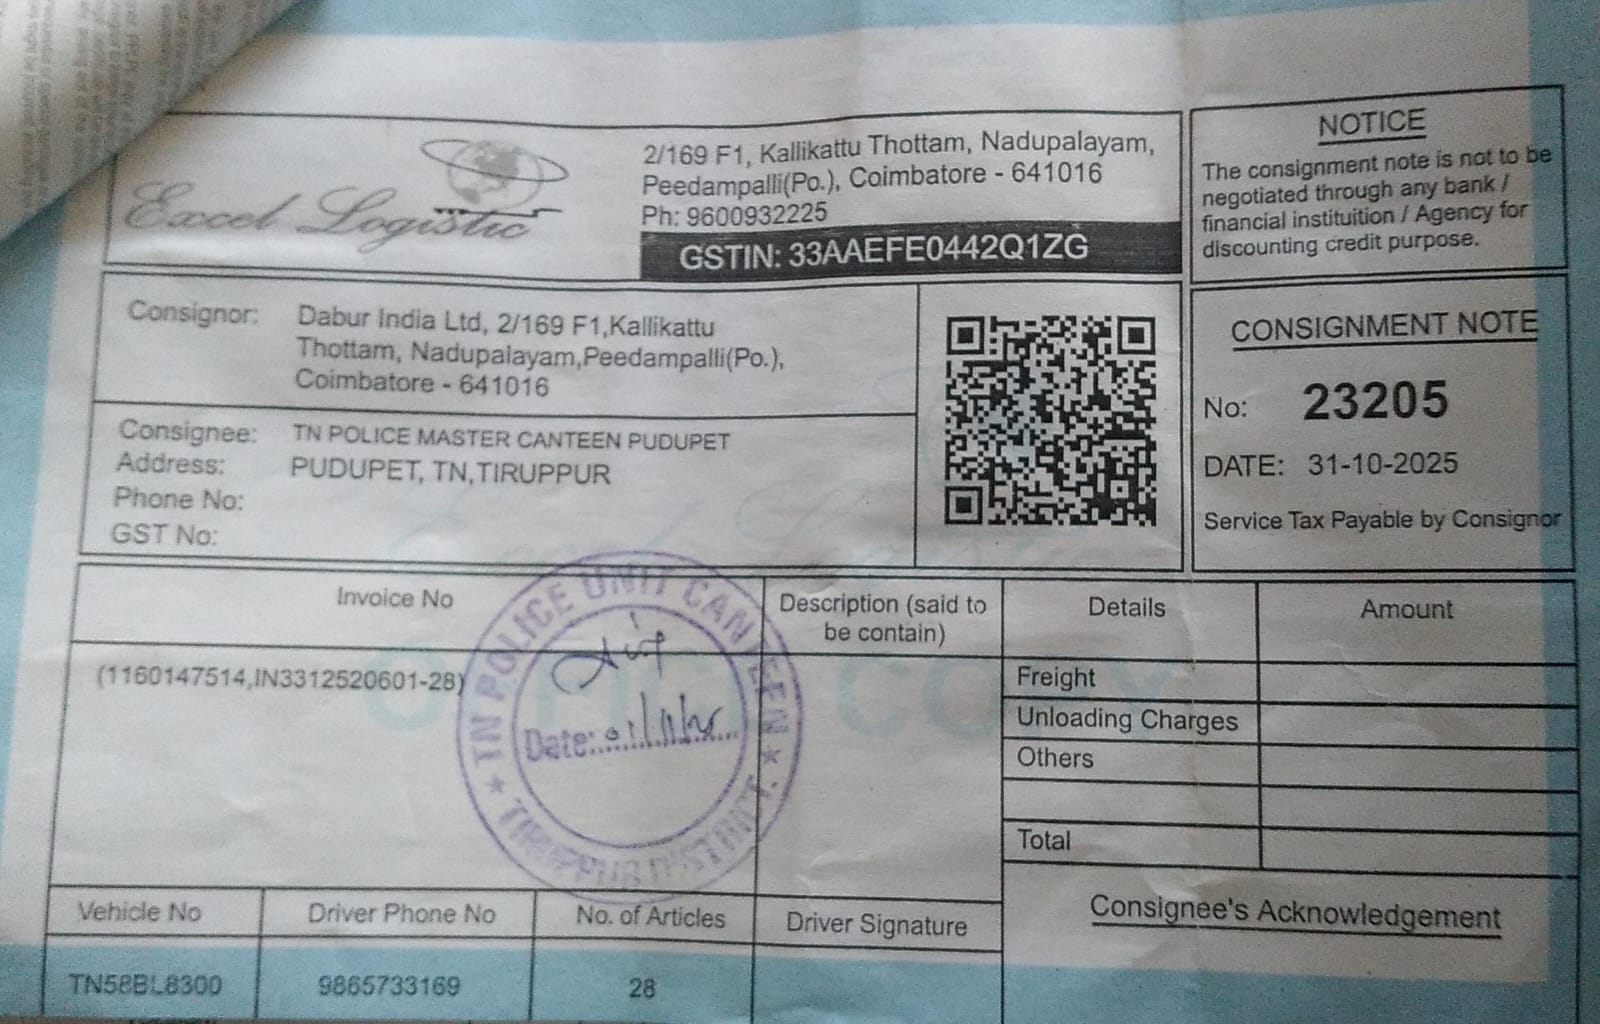 Excel Logistic
2/169 F1, Kallikattu Thottam, Nadupalayam,
Peedampalli(Po.), Coimbatore - 641016
Ph: 9600932225
GSTIN: 33AAEFE0442Q1ZG
NOTICE
The consignment note is not to be
negotiated through any bank /
financial instituition / Agency for
discounting credit purpose.
Consignor: Dabur India Ltd, 2/169 F1,Kallikattu
Thottam, Nadupalayam,Peedampalli(Po.),
Coimbatore - 641016
Consignee: TN POLICE MASTER CANTEEN PUDUPET
Address: PUDUPET, TN,TIRUPPUR
Phone No:
GST No:
CONSIGNMENT NOTE
No: 23205
DATE: 31-10-2025
Service Tax Payable by Consignor
Invoice No
Description (said to
be contain)
Details
Amount
(1160147514,IN3312520601-28)
TN POLICE UNIT CANTEEN
Date:
TIRUPPUR DISTRICT
Freight
Unloading Charges
Others
Total
Consignee's Acknowledgement
Vehicle No
Driver Phone No
No. of Articles
Driver Signature
TN58BL8300
9865733169
28